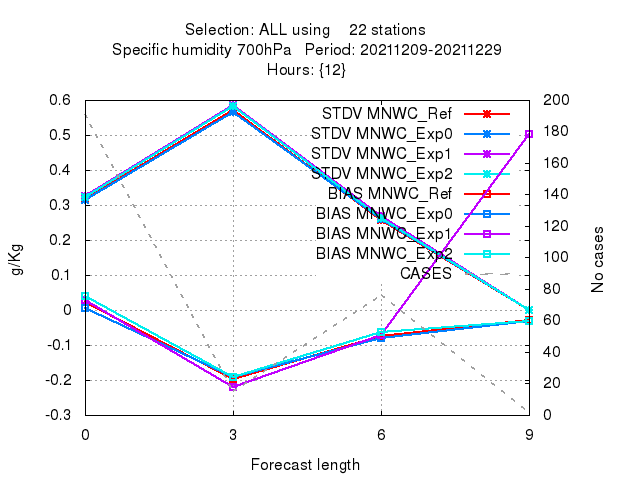 Selection: ALL using 22 stations
Specific humidity 700hPa Period: 20211209-20211229
Hours: {12}
0.6 200
STDV MNWC_Ref
0.5 180
STDV MNWC_Exp0
STDV MNWC_Exp1
160
0.4
STDV MNWC_Exp2
140
BIAS MNWC_Ref
0.3
BIAS MNWC_Exp0
120
0.2
BIAS MNWC_Exp1
BIAS MNWC_Exp2
100
0.1
CASES
80
g/Kg
No cases
0
60
-0.1
40
-0.2
20
-0.3 0
0 3 6 9
Forecast length